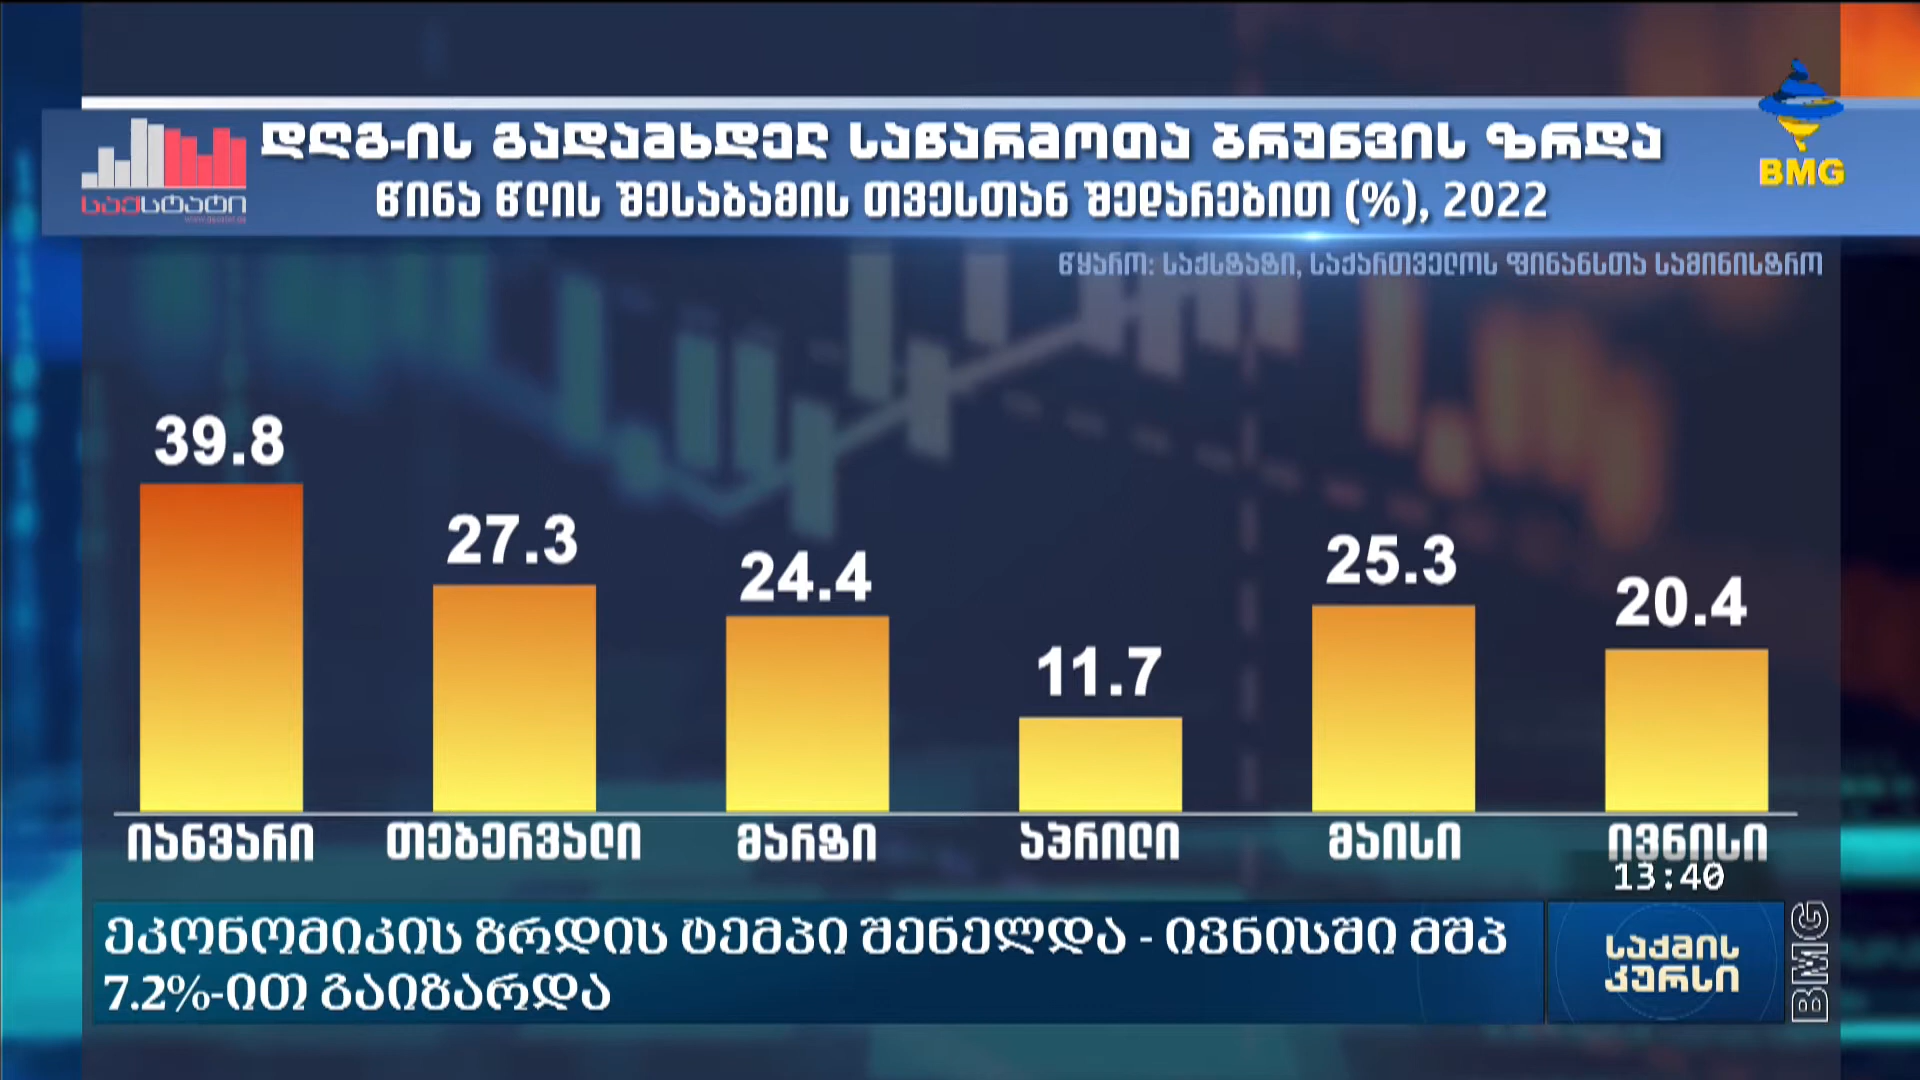 დღგ-ის გადამხდელ საწარმოთა ბრუნვის ზრდა
წინა წლის შესაბამის თვესთან შედარებით (%), 2022
საქსტატი
BMG
წყარო: საქსტატი, საქართველოს ფინანსთა სამინისტრო
39.8
27.3
24.4
11.7
25.3
20.4
იანვარი
თებერვალი
მარტი
აპრილი
მაისი
ივნისი
13:40
ეკონომიკის ზრდის ტემპი შენელდა - ივნისში მშპ
7.2%-ით გაიზარდა
საქმის
კურსი
BMG